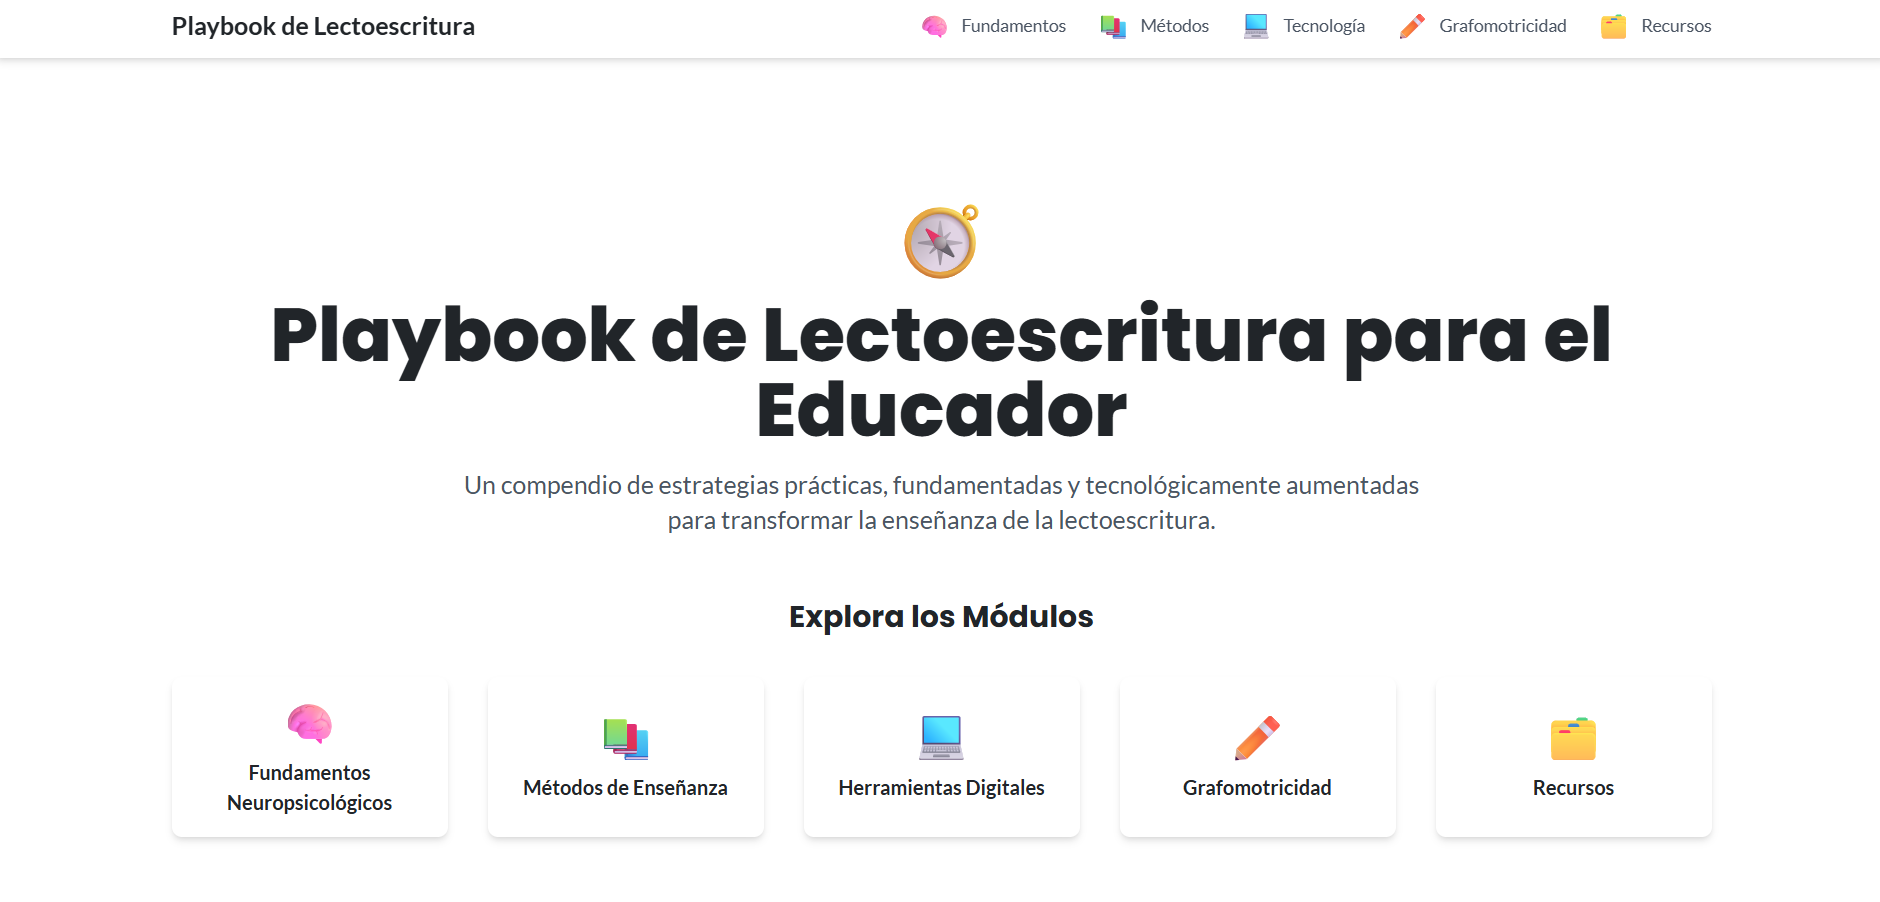 Playbook de Lectoescritura
Fundamentos
Métodos
Tecnología
Grafomotricidad
Recursos
Playbook de Lectoescritura para el
Educador
Un compendio de estrategias prácticas, fundamentadas y tecnológicamente aumentadas
para transformar la enseñanza de la lectoescritura.
Explora los Módulos
Fundamentos
Neuropsicológicos
Métodos de Enseñanza
Herramientas Digitales
Grafomotricidad
Recursos